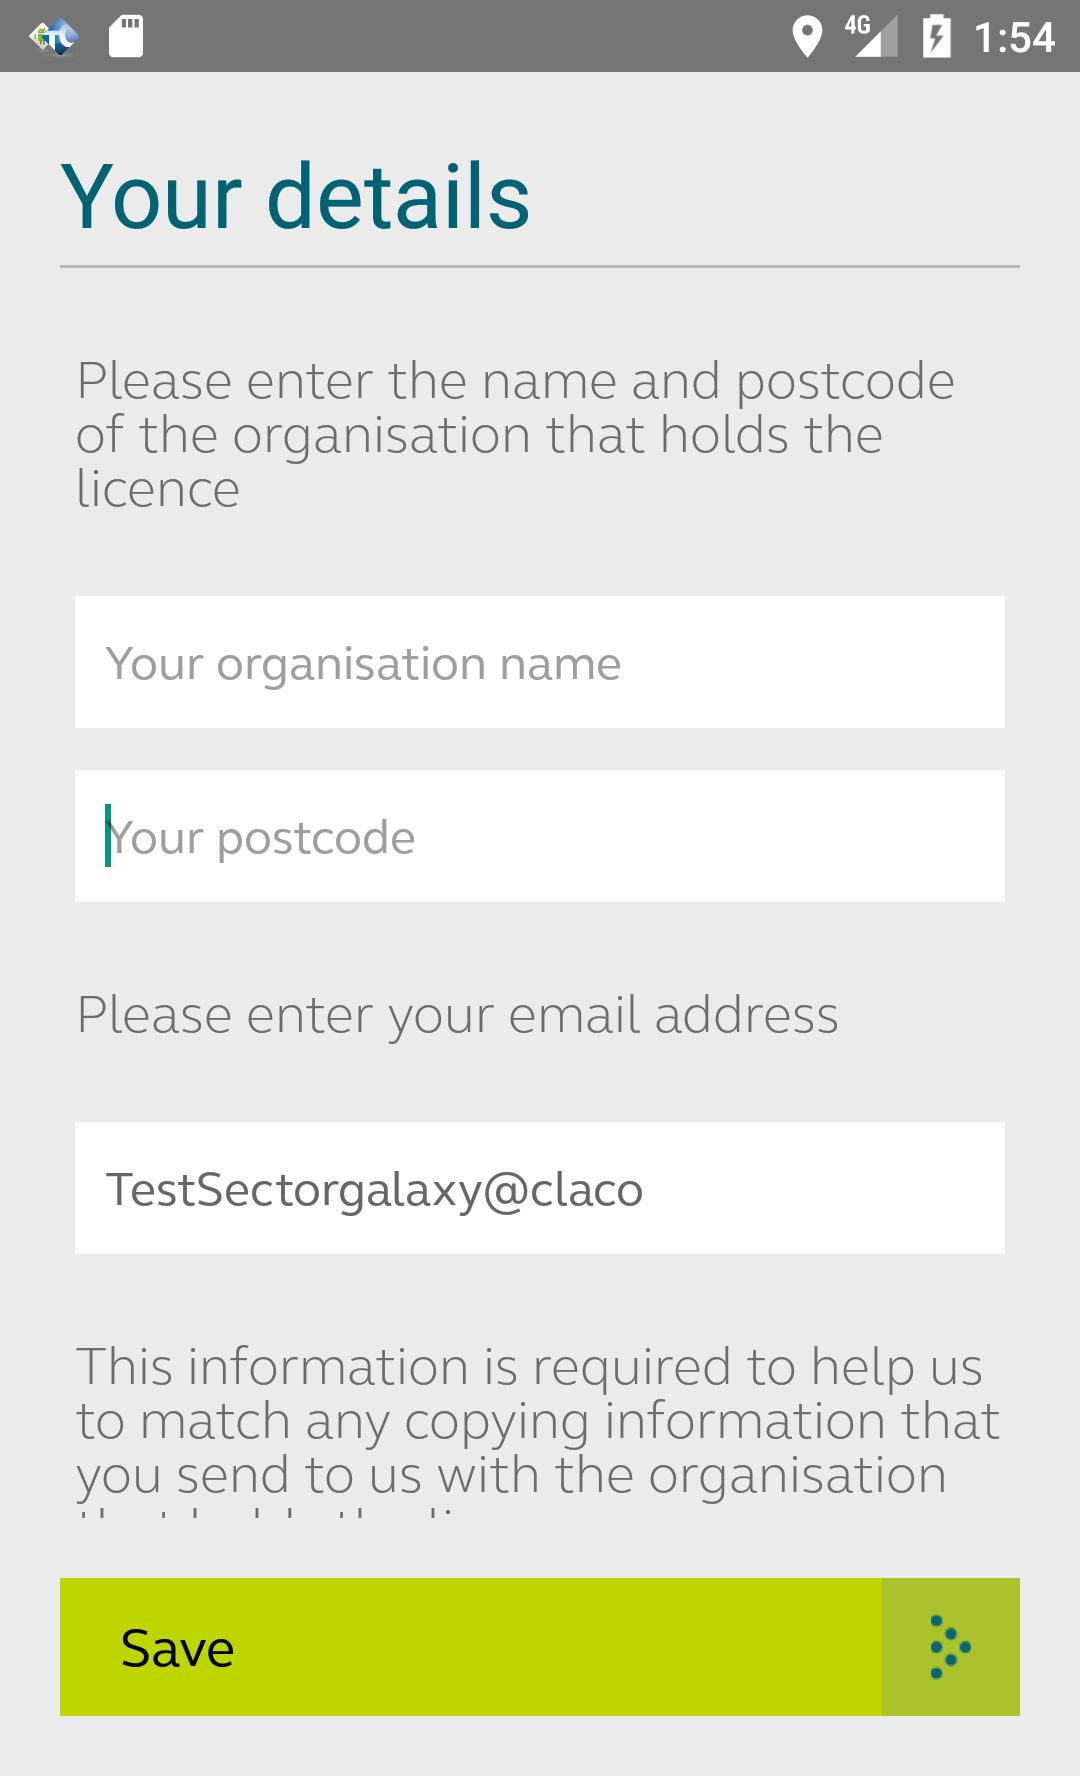 4G 1:54
Your details
Please enter the name and postcode
of the organisation that holds the
licence
Your organisation name
Your postcode
Please enter your email address
TestSectorgalaxy@claco
This information is required to help us
to match any copying information that
you send to us with the organisation
Save